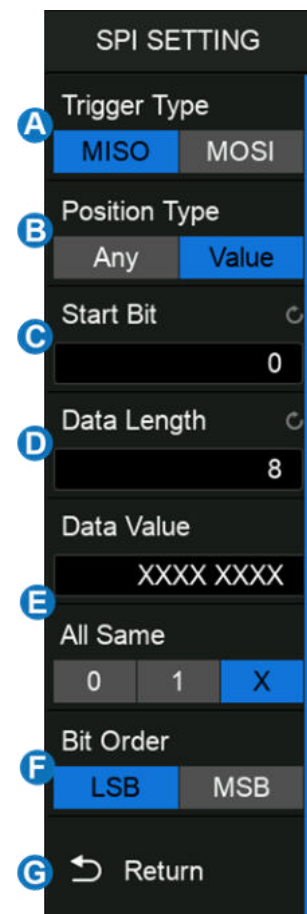 SPI SETTING
Trigger Type
A
MISO MOSI
Position Type
B
Any Value
Start Bit
C
0
Data Length
D
8
Data Value
XXXX XXXX
E
All Same
0 1 X
Bit Order
F
LSB MSB
G Return